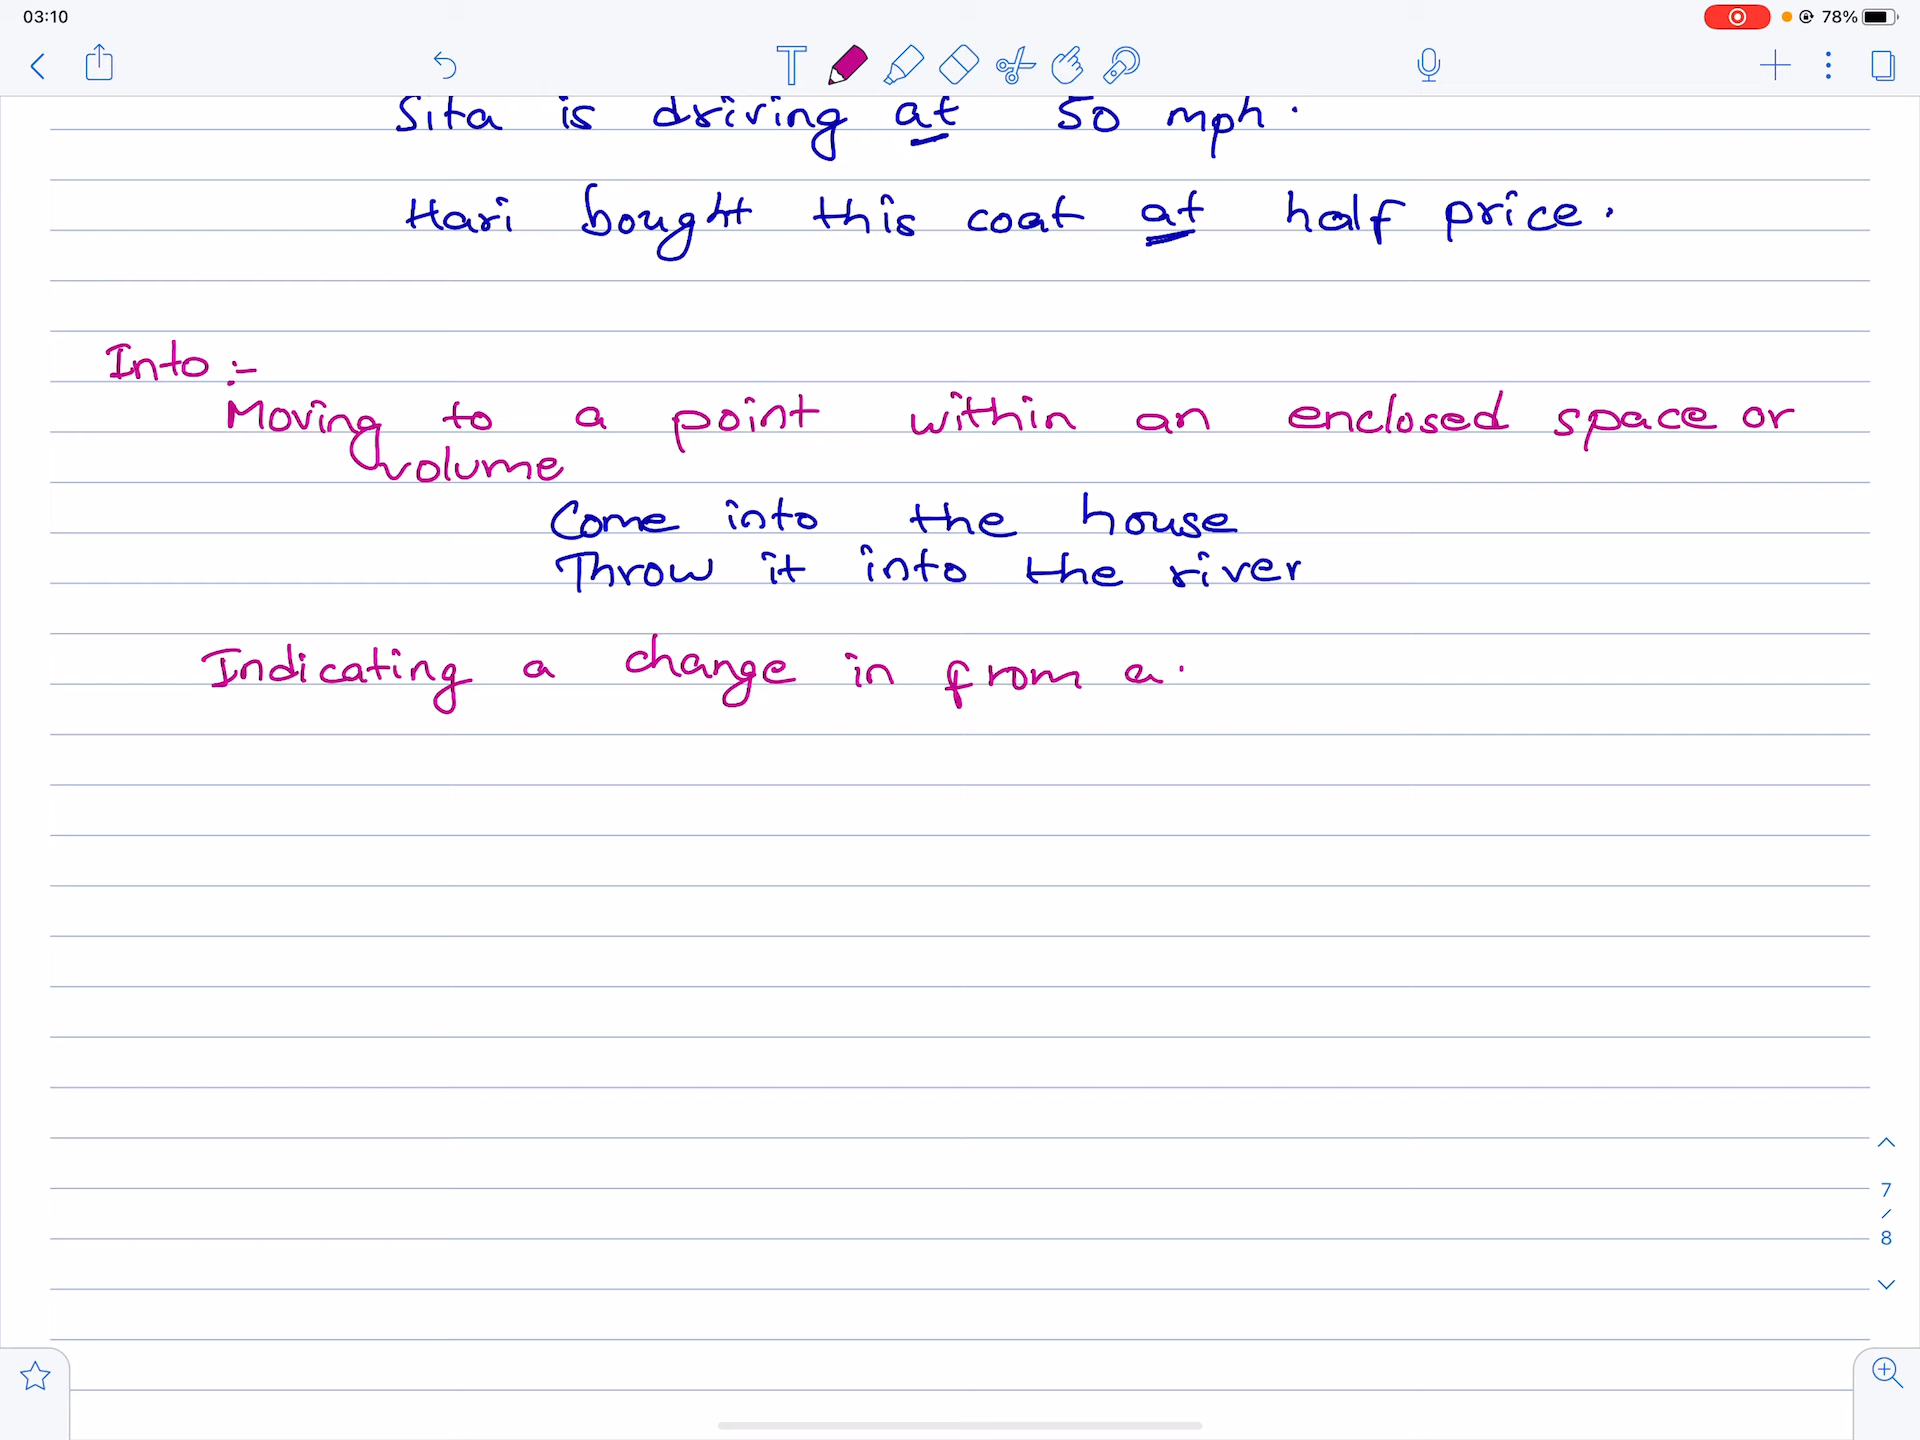 03:10
78%
Sita is driving at 50 mph.
Hari bought this coat at half price.
Into :-
Moving to a point within an enclosed space or
volume
Come into the house
Throw it into the river
Indicating a change in from a.
7
/
8